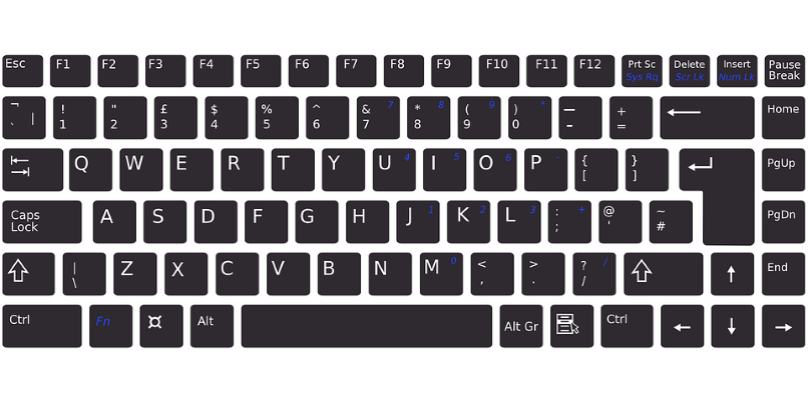 Esc F1 F2 F3 F4 F5 F6 F7 F8 F9 F10 F11 F12 Prt Sc Delete Insert Pause
Sys Rq Scr Lk Num Lk Break
¬ ! " £ $ % ^ & 7 * 8 ( 9 ) * _ + ← Home
` | 1 2 3 4 5 6 7 8 9 0 - =
Q W E R T Y U 4 I 5 O 6 P - { } PgUp
[ ]
Caps A S D F G H J 1 K 2 L 3 : + @ ~ PgDn
Lock ; ' #
| Z X C V B N M 0 < > ? / ↑ End
\ , . /
Ctrl Fn ¤ Alt Alt Gr Ctrl ← ↓ →